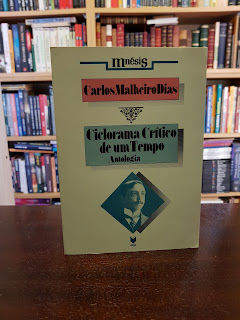 mnésis
Carlos Malheiro Dias
Ciclorama Crítico
de um Tempo
Antologia